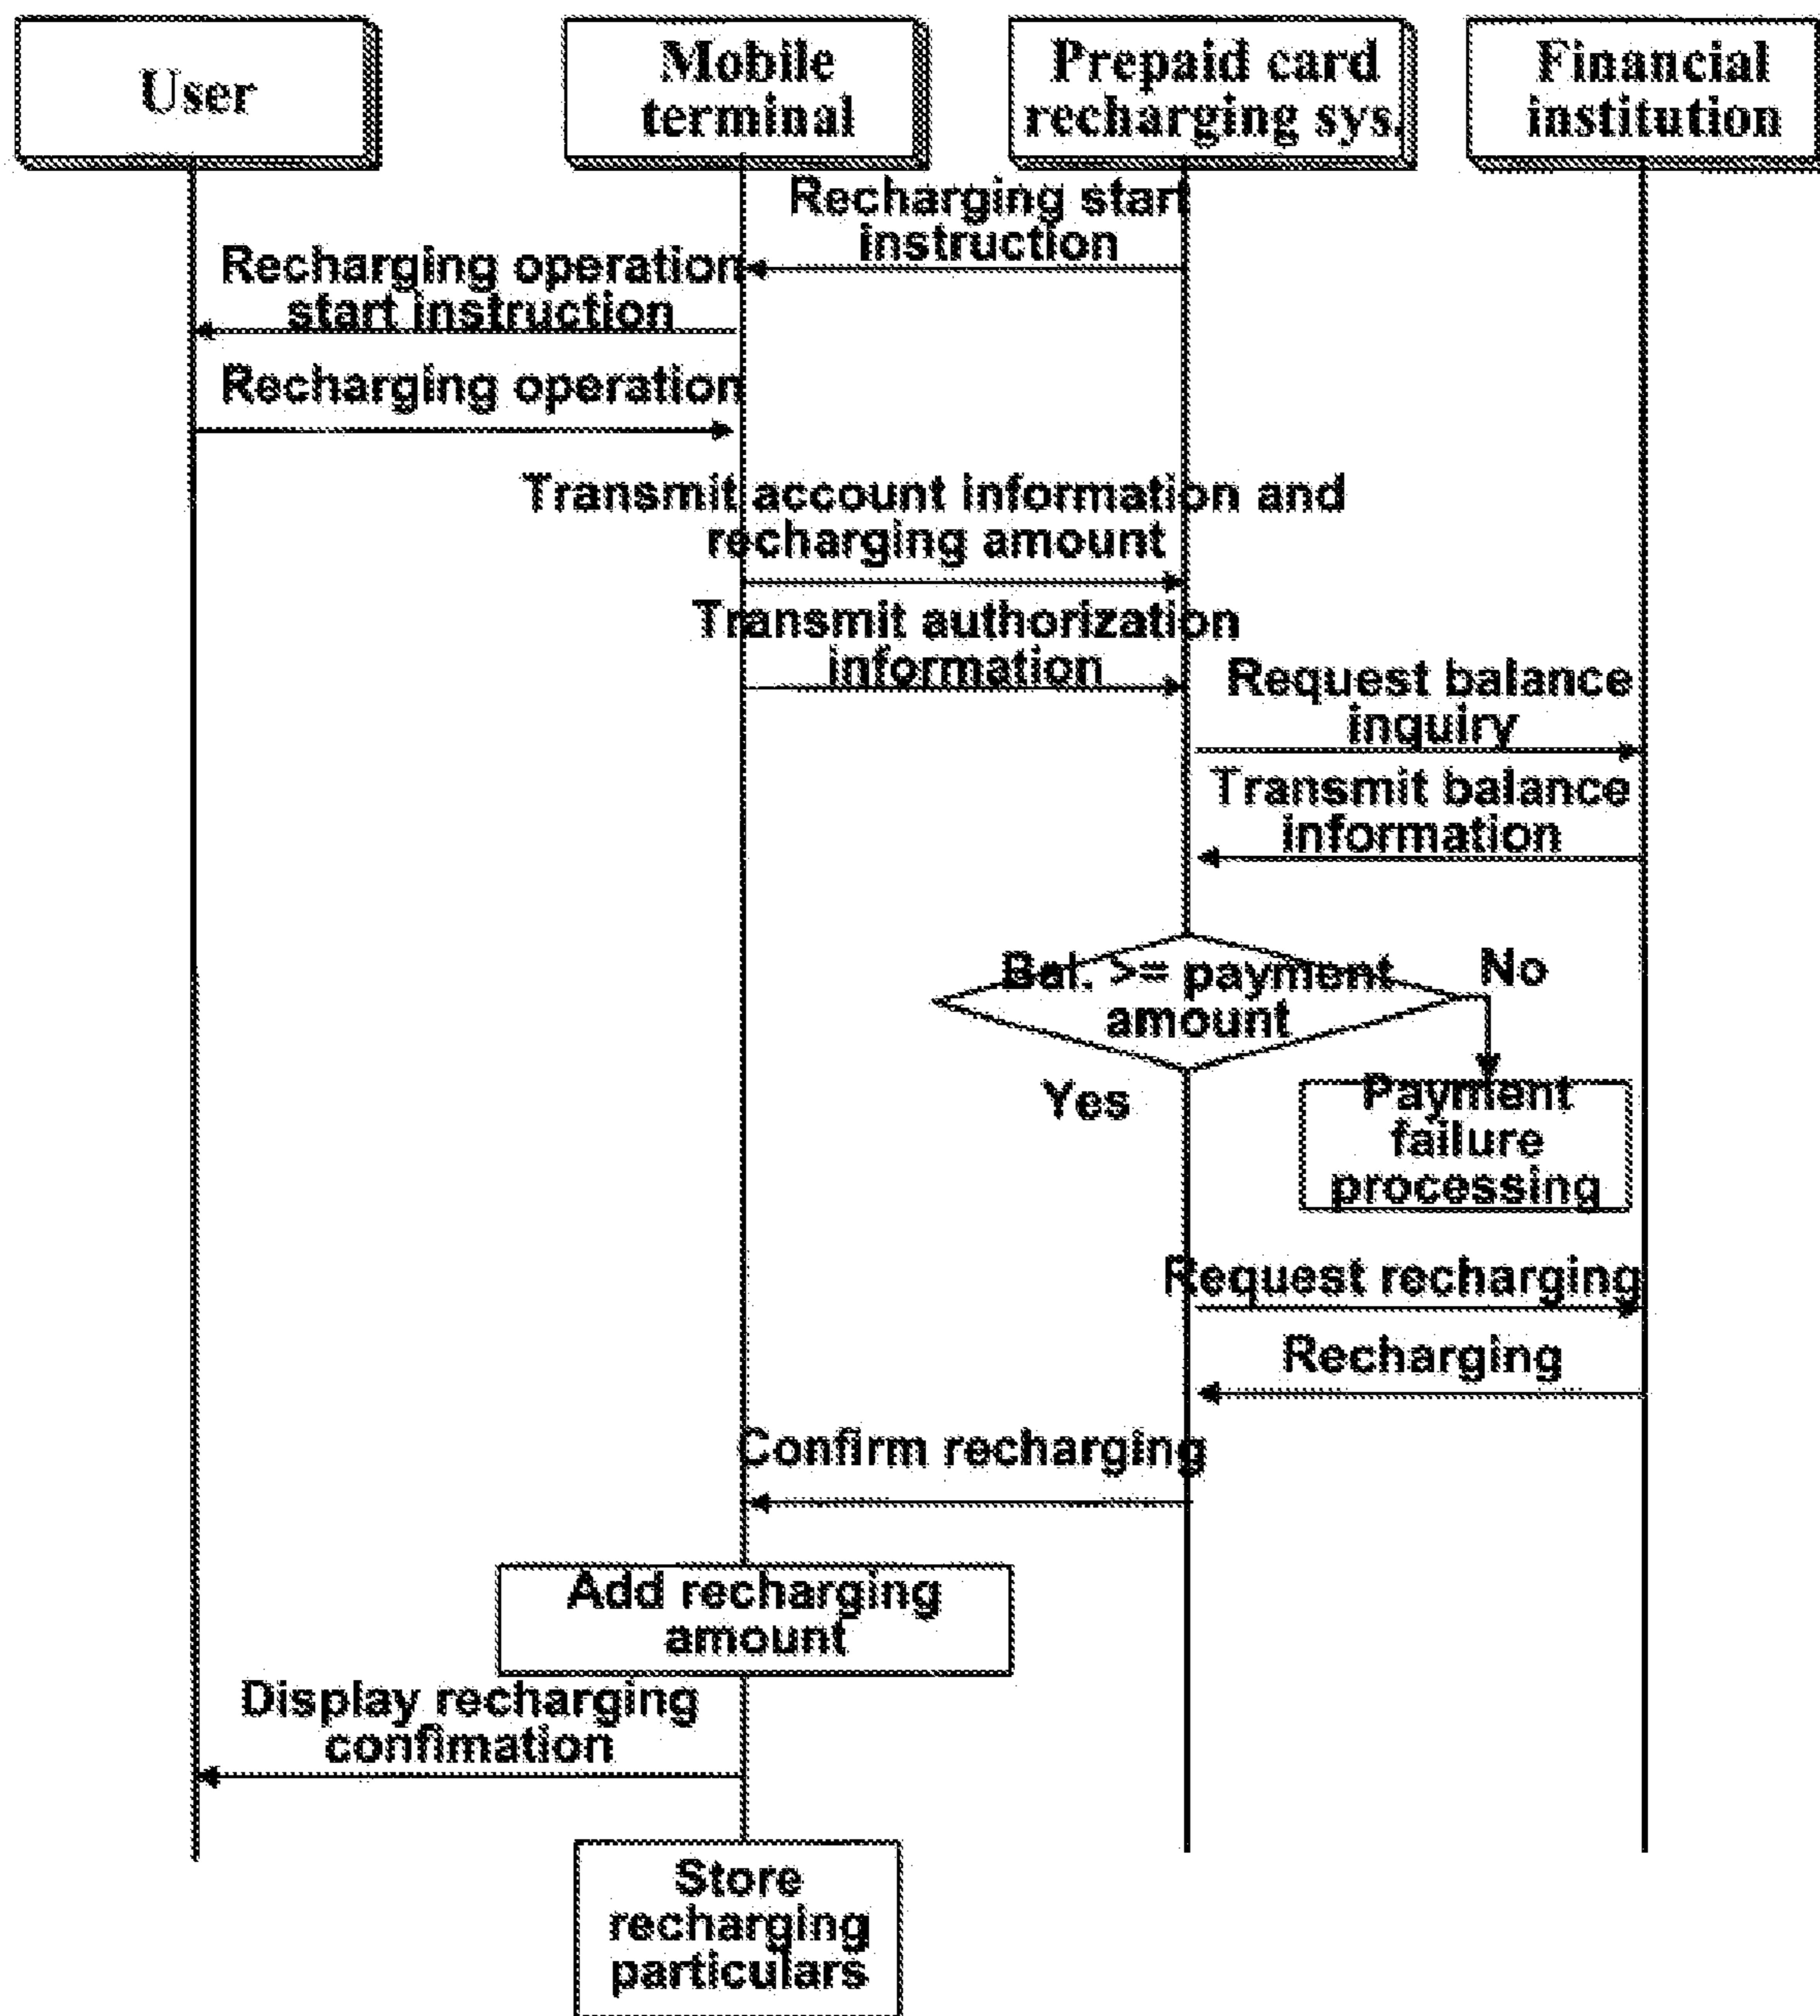 User
Mobile
terminal
Prepaid card
recharging sys.
Financial
institution
Recharging start
instruction
Recharging operation
start instruction
Recharging operation
Transmit account information and
recharging amount
Transmit authorization
information
Request balance
inquiry
Transmit balance
information
Bal. >= payment
amount
No
Yes
Payment
failure
processing
Request recharging
Recharging
Confirm recharging
Add recharging
amount
Display recharging
confimation
Store
recharging
particulars